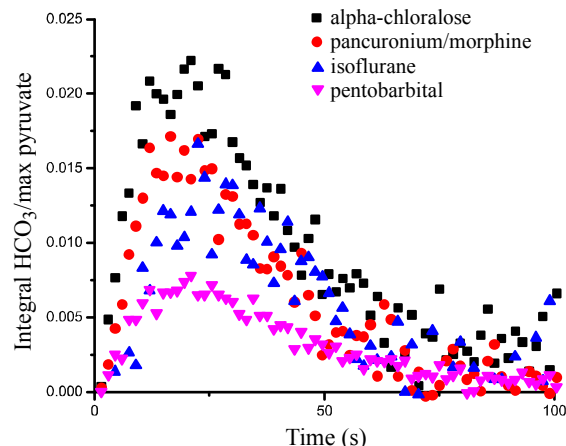 0.025
0.020
0.015
0.010
0.005
0.000
Integral HCO3/max pyruvate
alpha-chloralose
pancuronium/morphine
isoflurane
pentobarbital
0
50
100
Time (s)